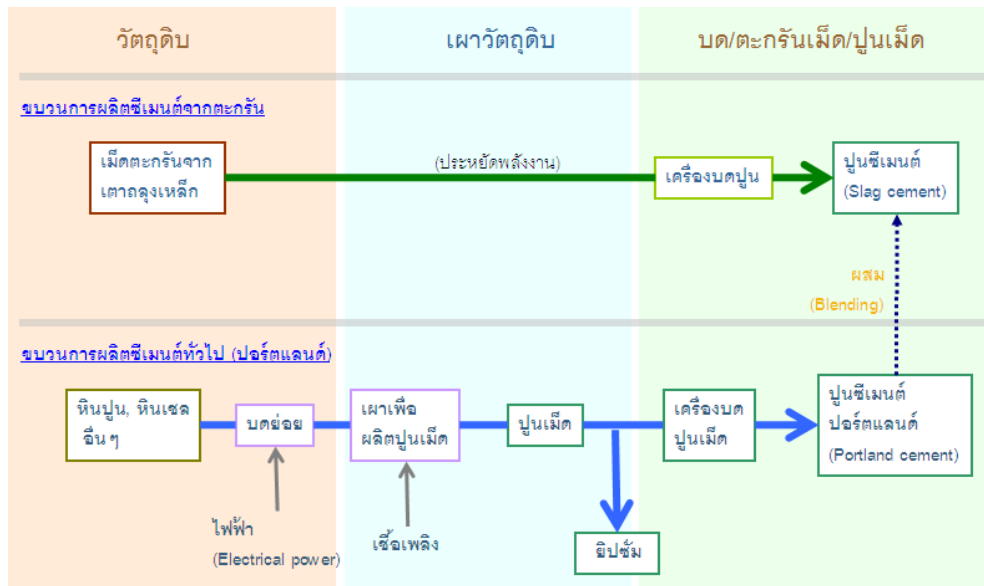 วัตถุดิบ
เผาวัตถุดิบ
บด/ตะกรันเม็ด/ปูนเม็ด
ขบวนการผลิตซีเมนต์จากตะกรัน
เม็ดตะกรันจาก
เตาถลุงเหล็ก
(ประหยัดพลังงาน)
เครื่องบดปูน
ปูนซีเมนต์
(Slag cement)
ผสม
(Blending)
ขบวนการผลิตซีเมนต์ทั่วไป (ปอร์ตแลนด์)
หินปูน, หินเชล
อื่นๆ
บดย่อย
เผาเพื่อ
ผลิตปูนเม็ด
ปูนเม็ด
เครื่องบด
ปูนเม็ด
ปูนซีเมนต์
ปอร์ตแลนด์
(Portland cement)
ไฟฟ้า
(Electrical power)
เชื้อเพลิง
ยิปซั่ม